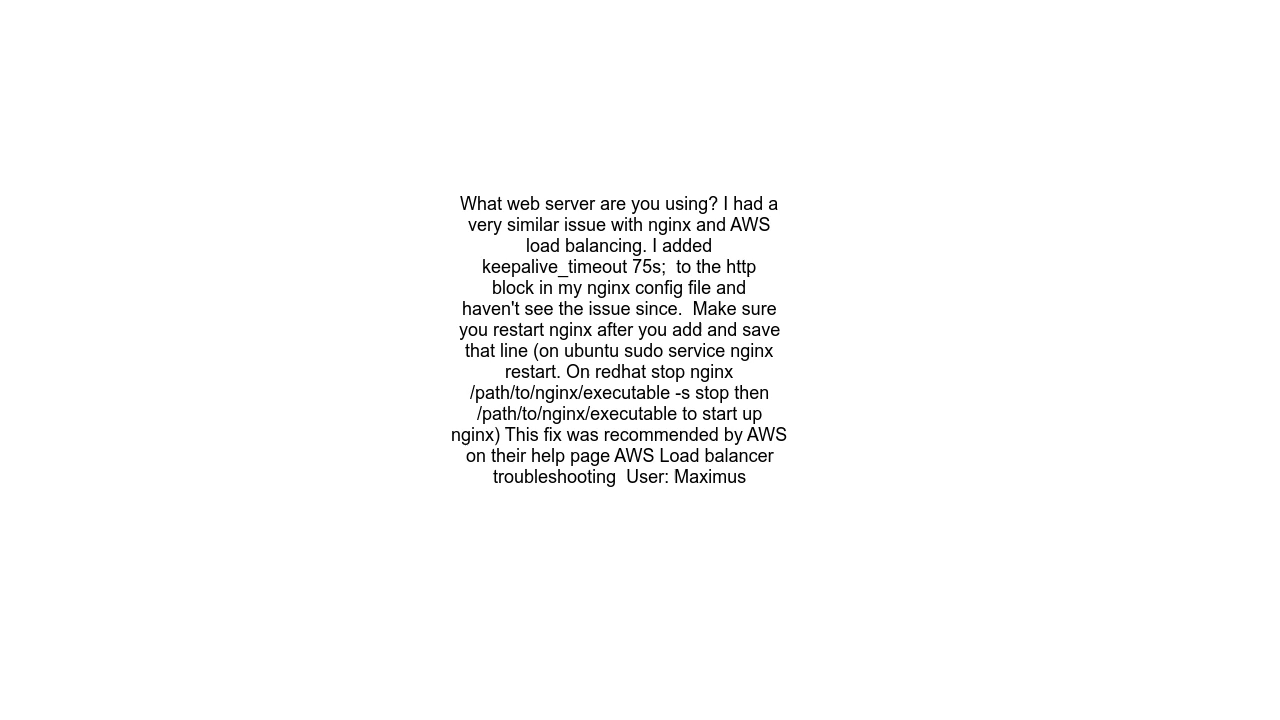 What web server are you using? I had a
very similar issue with nginx and AWS
load balancing. I added
keepalive_timeout 75s;  to the http
block in my nginx config file and
haven't see the issue since.  Make sure
you restart nginx after you add and save
that line (on ubuntu sudo service nginx
restart. On redhat stop nginx
/path/to/nginx/executable -s stop then
/path/to/nginx/executable to start up
nginx) This fix was recommended by AWS
on their help page AWS Load balancer
troubleshooting  User: Maximus